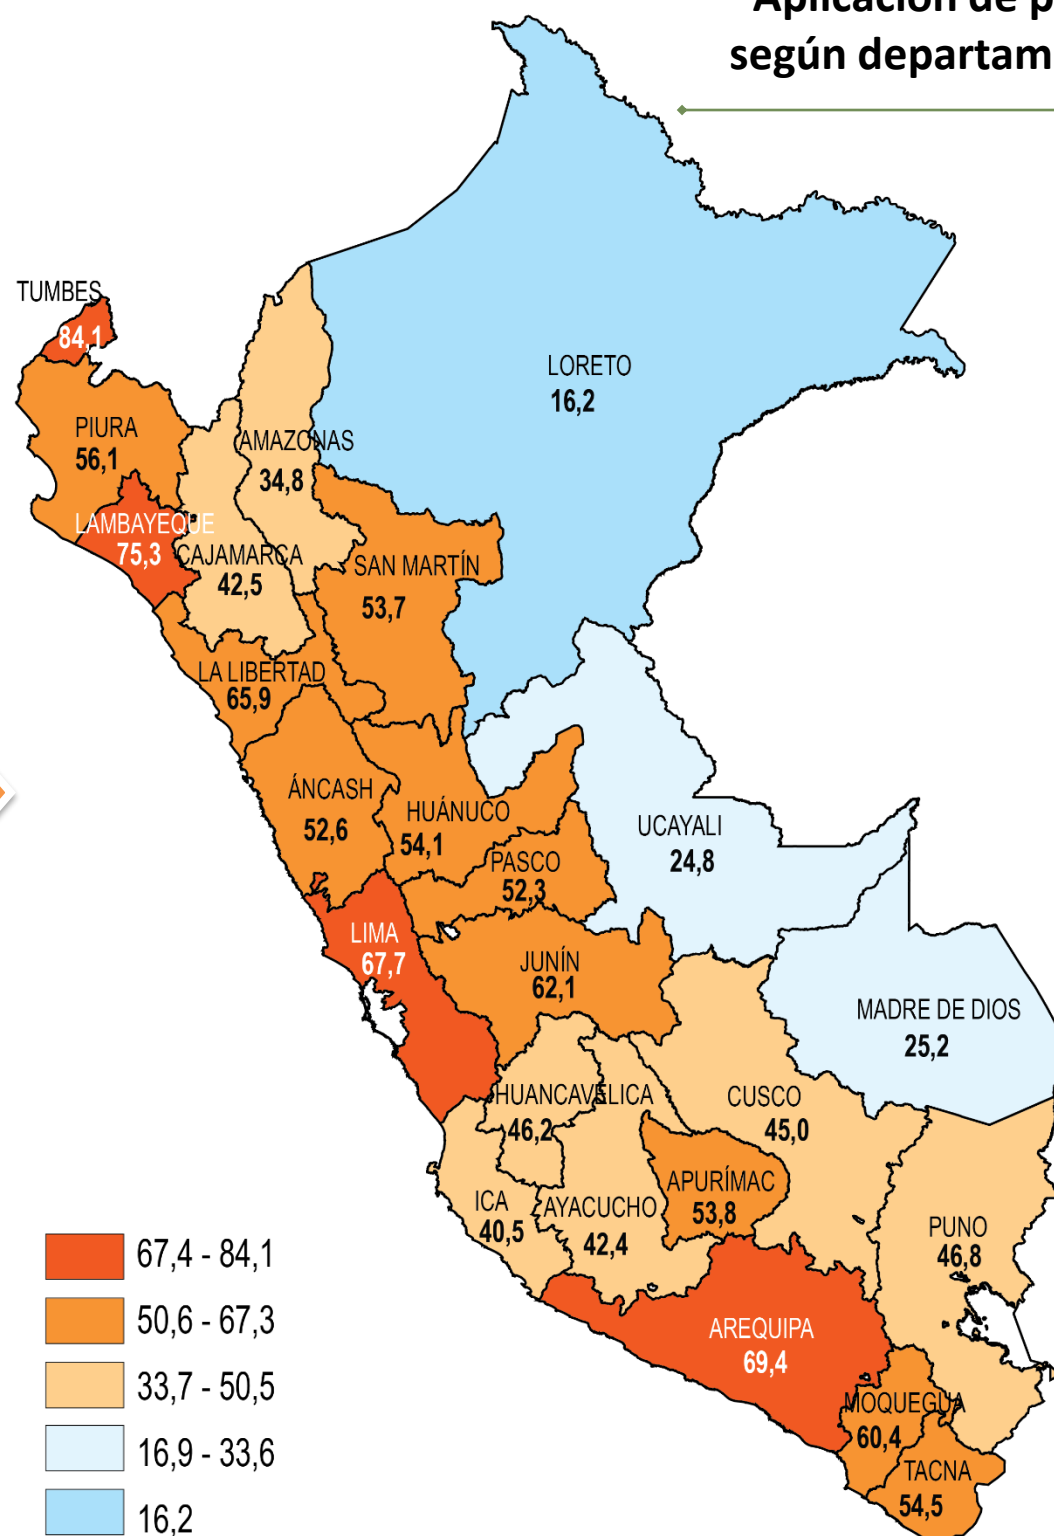 Aplicación de p
según departam
TUMBES
84,1
LORETO
16,2
PIURA
56,1
AMAZONAS
34,8
LAMBAYEQUE
75,3
CAJAMARCA
42,5
SAN MARTÍN
53,7
LA LIBERTAD
65,9
ÁNCASH
52,6
HUÁNUCO
54,1
UCAYALI
24,8
PASCO
52,3
LIMA
67,7
JUNÍN
62,1
MADRE DE DIOS
25,2
HUANCAVELICA
46,2
CUSCO
45,0
ICA
40,5
AYACUCHO
42,4
APURÍMAC
53,8
PUNO
46,8
AREQUIPA
69,4
MOQUEGUA
60,4
TACNA
54,5
67,4 - 84,1
50,6 - 67,3
33,7 - 50,5
16,9 - 33,6
16,2